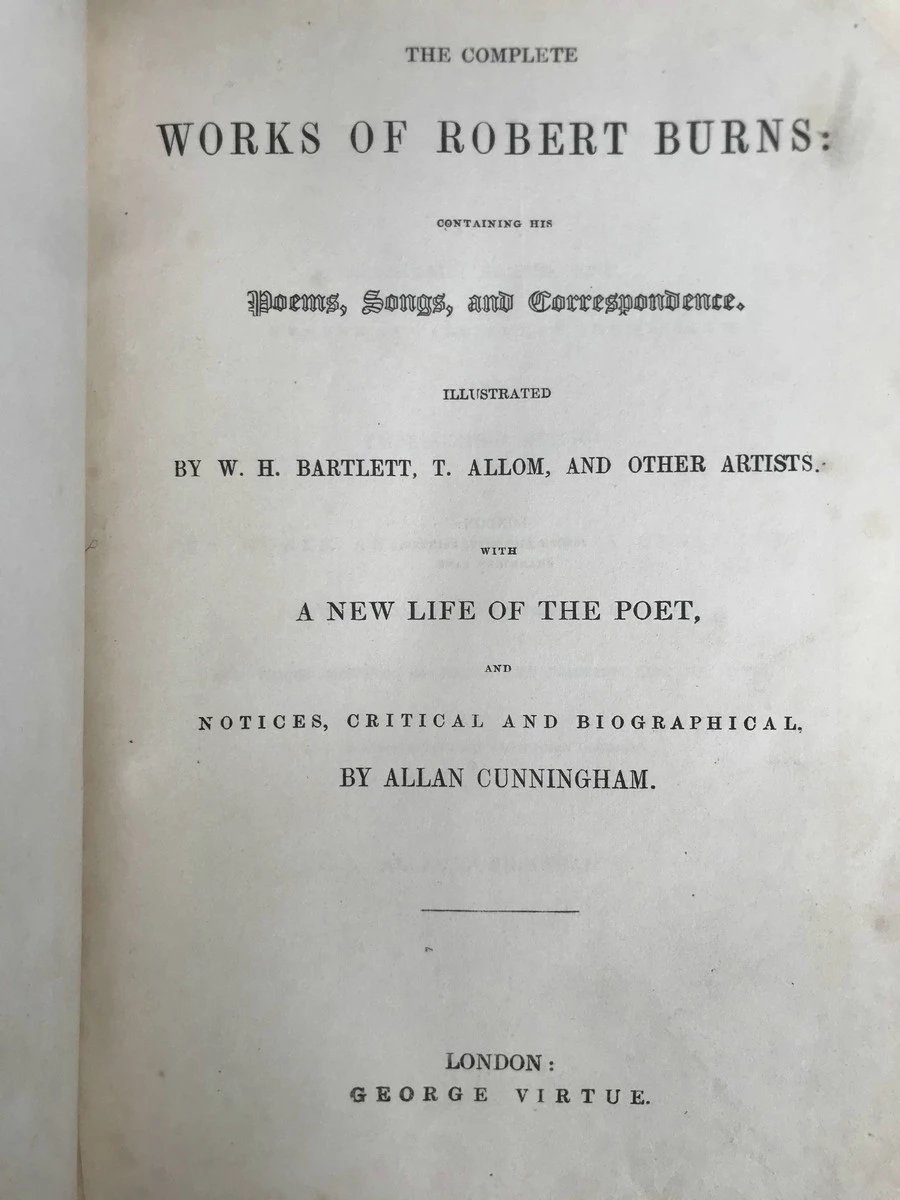 THE COMPLETE
WORKS OF ROBERT BURNS:
CONTAINING HIS
Poems, Songs, and Correspondence.
ILLUSTRATED
BY W. H. BARTLETT, T. ALLOM, AND OTHER ARTISTS.
WITH
A NEW LIFE OF THE POET,
AND
NOTICES, CRITICAL AND BIOGRAPHICAL,
BY ALLAN CUNNINGHAM.
LONDON:
GEORGE VIRTUE.